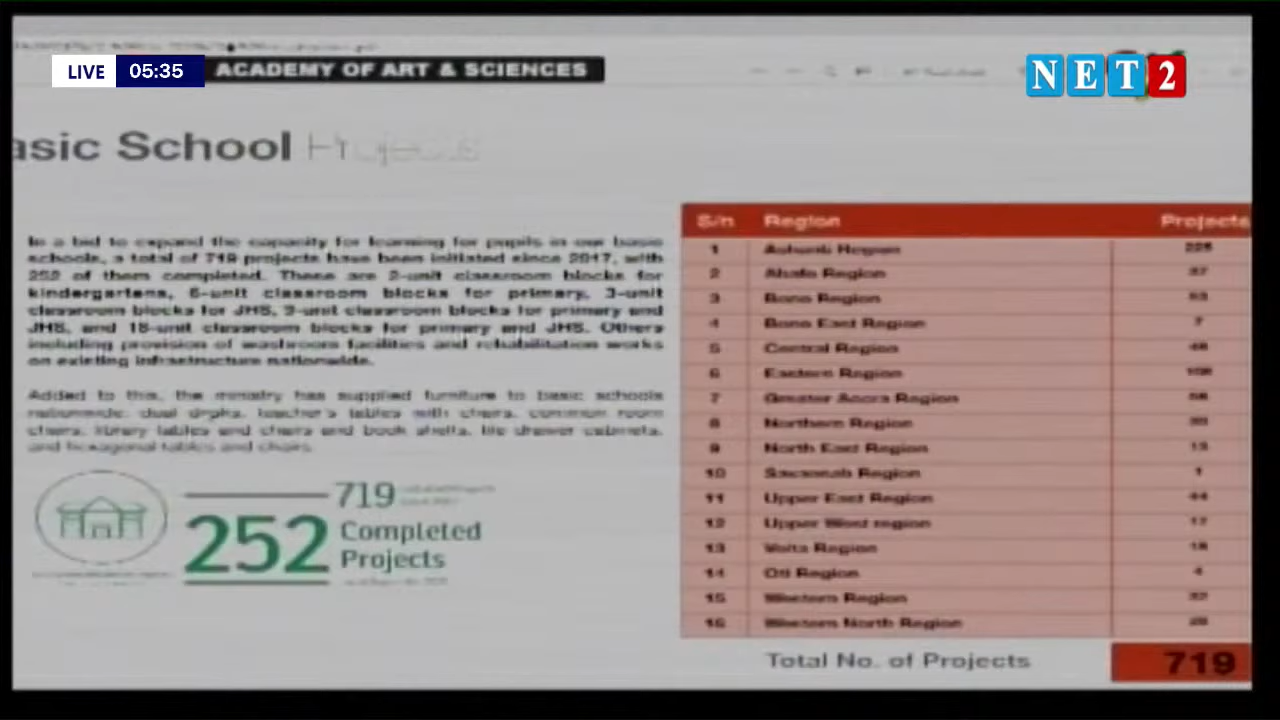 LIVE 05:35 ACADEMY OF ART & SCIENCES
NET2
asic School Projects
In a bid to expand the capacity for learning for pupils in our basic
schools, a total of 719 projects have been initiated since 2017, with
252 of them completed. These are 2-unit classroom blocks for
kindergartens, 6-unit classroom blocks for primary, 3-unit
classroom blocks for JHS, 9-unit classroom blocks for primary and
JHS, and 18-unit classroom blocks for primary and JHS. Others
including provision of washroom facilities and rehabilitation works
on existing infrastructure nationwide.
Added to this, the ministry has supplied furniture to basic schools
nationwide: dual desks, teacher's tables with chairs, common room
chairs, library tables and chairs and book shelfs, file drawer cabinets,
and hexagonal tables and chairs.
719
252 Completed
Projects
S/n Region Projects
1 Ashanti Region
2 Ahafo Region
3 Bono Region
4 Bono East Region 7
5 Central Region
6 Eastern Region
7 Greater Accra Region
8 Northern Region
9 North East Region 13
10 Savannah Region 1
11 Upper East Region 44
12 Upper West region 17
13 Volta Region
14 Oti Region 4
15 Western Region
16 Western North Region
Total No. of Projects 719